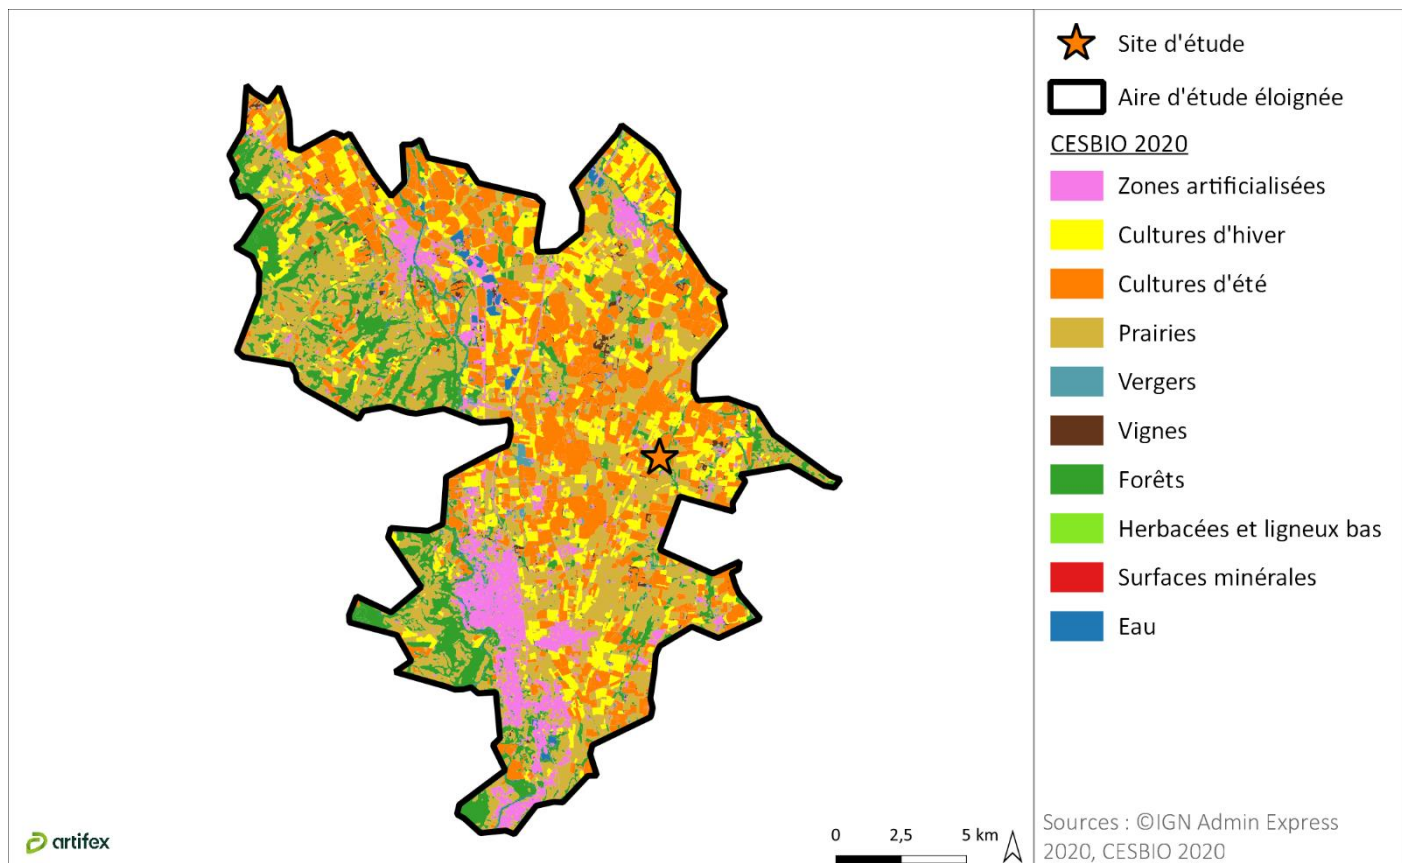 Site d'étude
Aire d'étude éloignée
CESBIO 2020
Zones artificialisées
Cultures d'hiver
Cultures d'été
Prairies
Vergers
Vignes
Forêts
Herbacées et ligneux bas
Surfaces minérales
Eau
Sources : ©IGN Admin Express
2020, CESBIO 2020
0 2,5 5 km
artifex